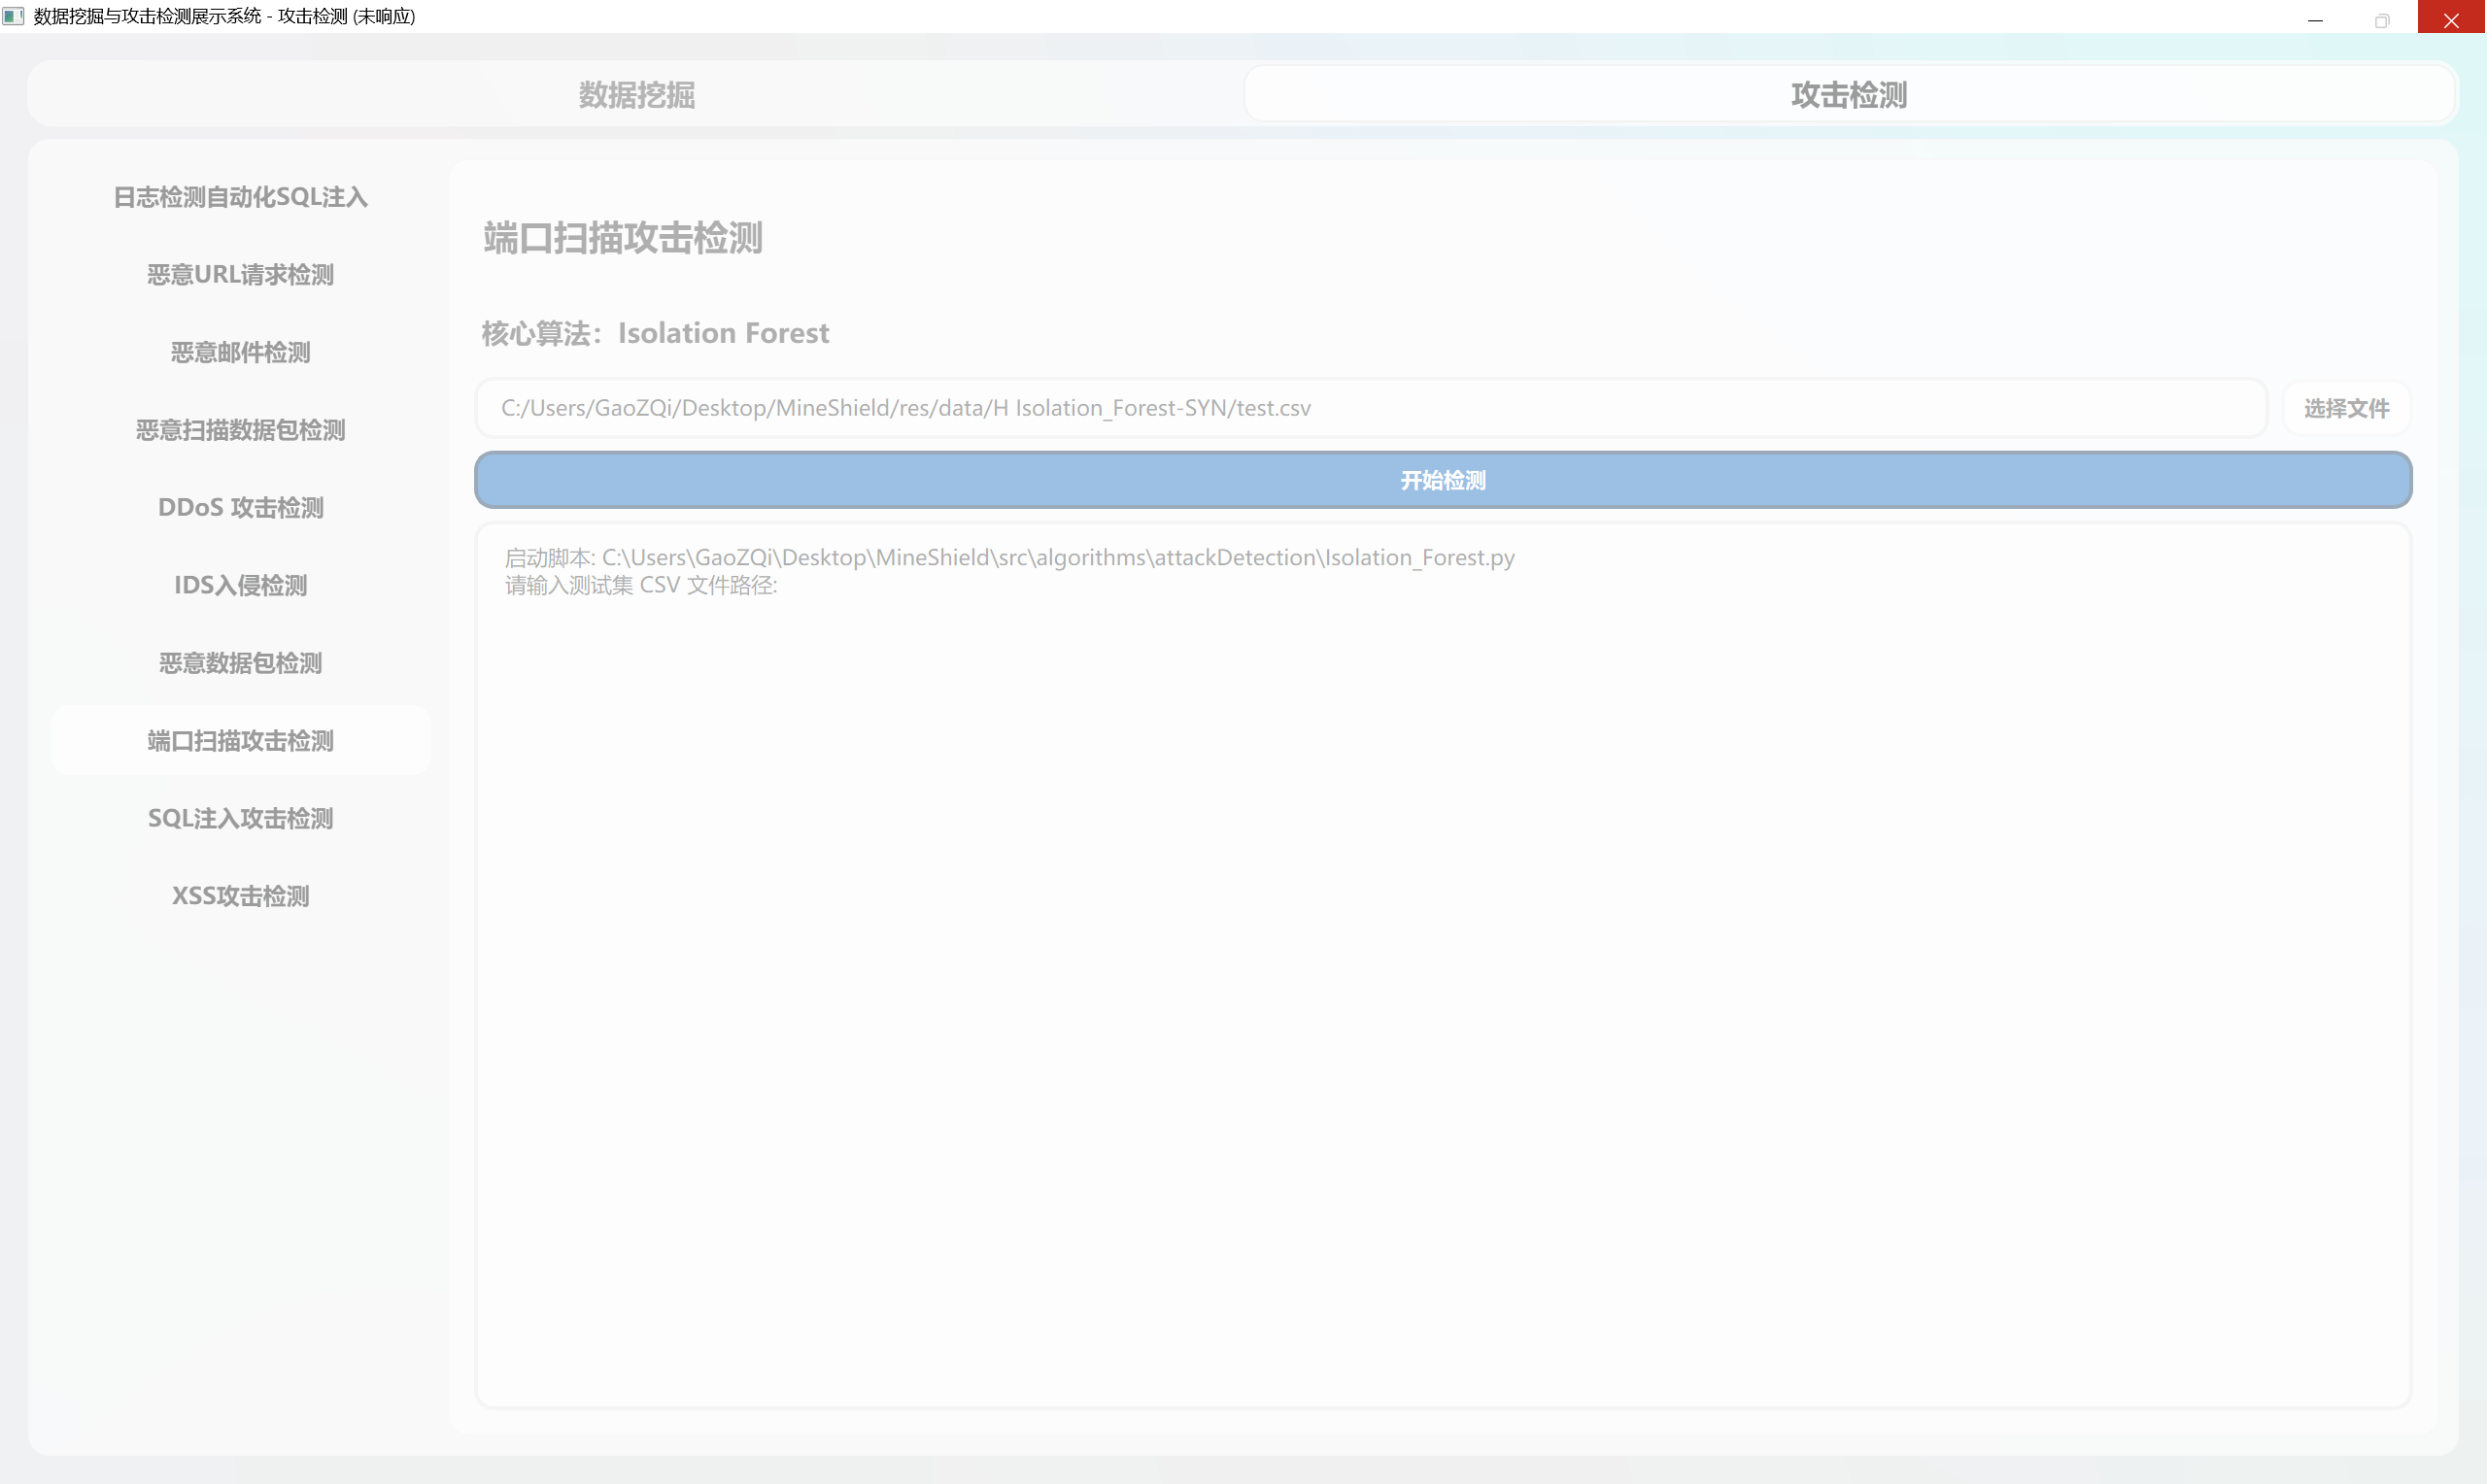 数据挖掘与攻击检测展示系统 - 攻击检测 (未响应)
数据挖掘
攻击检测
日志检测自动化SQL注入
恶意URL请求检测
恶意邮件检测
恶意扫描数据包检测
DDoS 攻击检测
IDS入侵检测
恶意数据包检测
端口扫描攻击检测
SQL注入攻击检测
XSS攻击检测
端口扫描攻击检测
核心算法：Isolation Forest
C:/Users/GaoZQi/Desktop/MineShield/res/data/H Isolation_Forest-SYN/test.csv
选择文件
开始检测
启动脚本: C:\Users\GaoZQi\Desktop\MineShield\src\algorithms\attackDetection\Isolation_Forest.py
请输入测试集 CSV 文件路径: